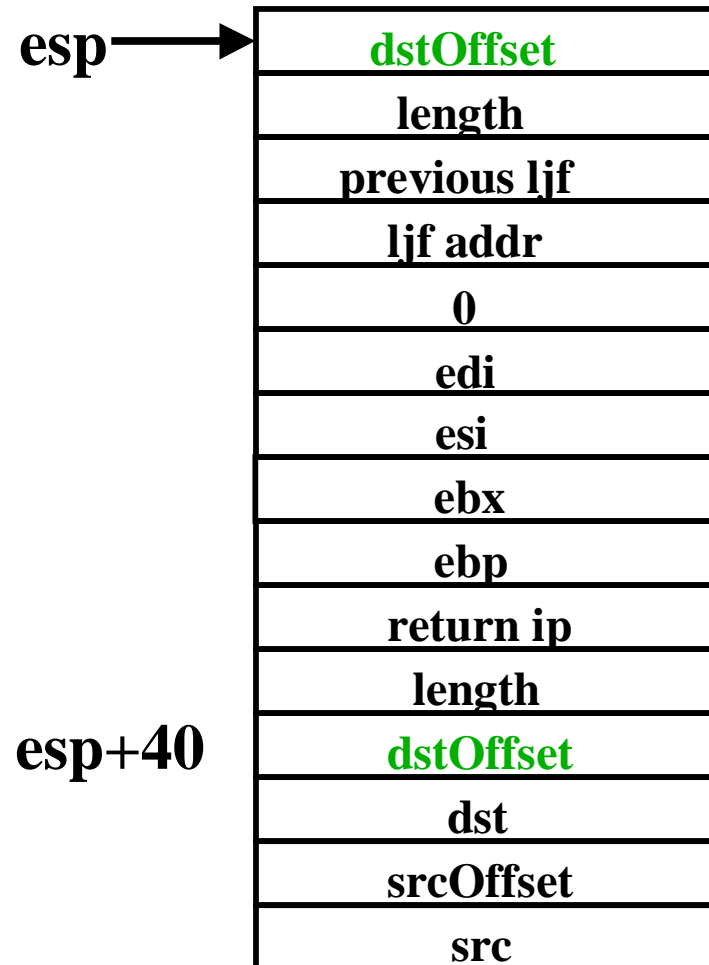 esp
dstOffset
length
previous ljf
ljf addr
0
edi
esi
ebx
ebp
return ip
length
esp+40
dstOffset
dst
srcOffset
src